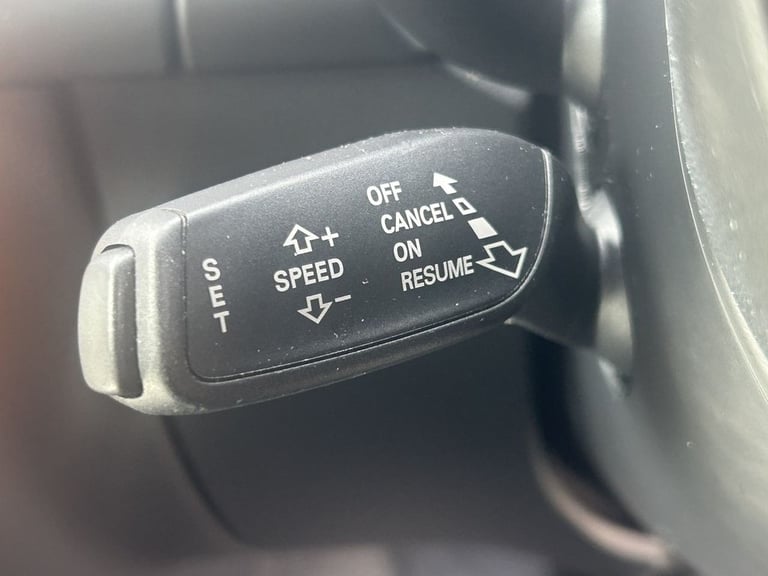 SET
SPEED
+
−
OFF
CANCEL
ON
RESUME